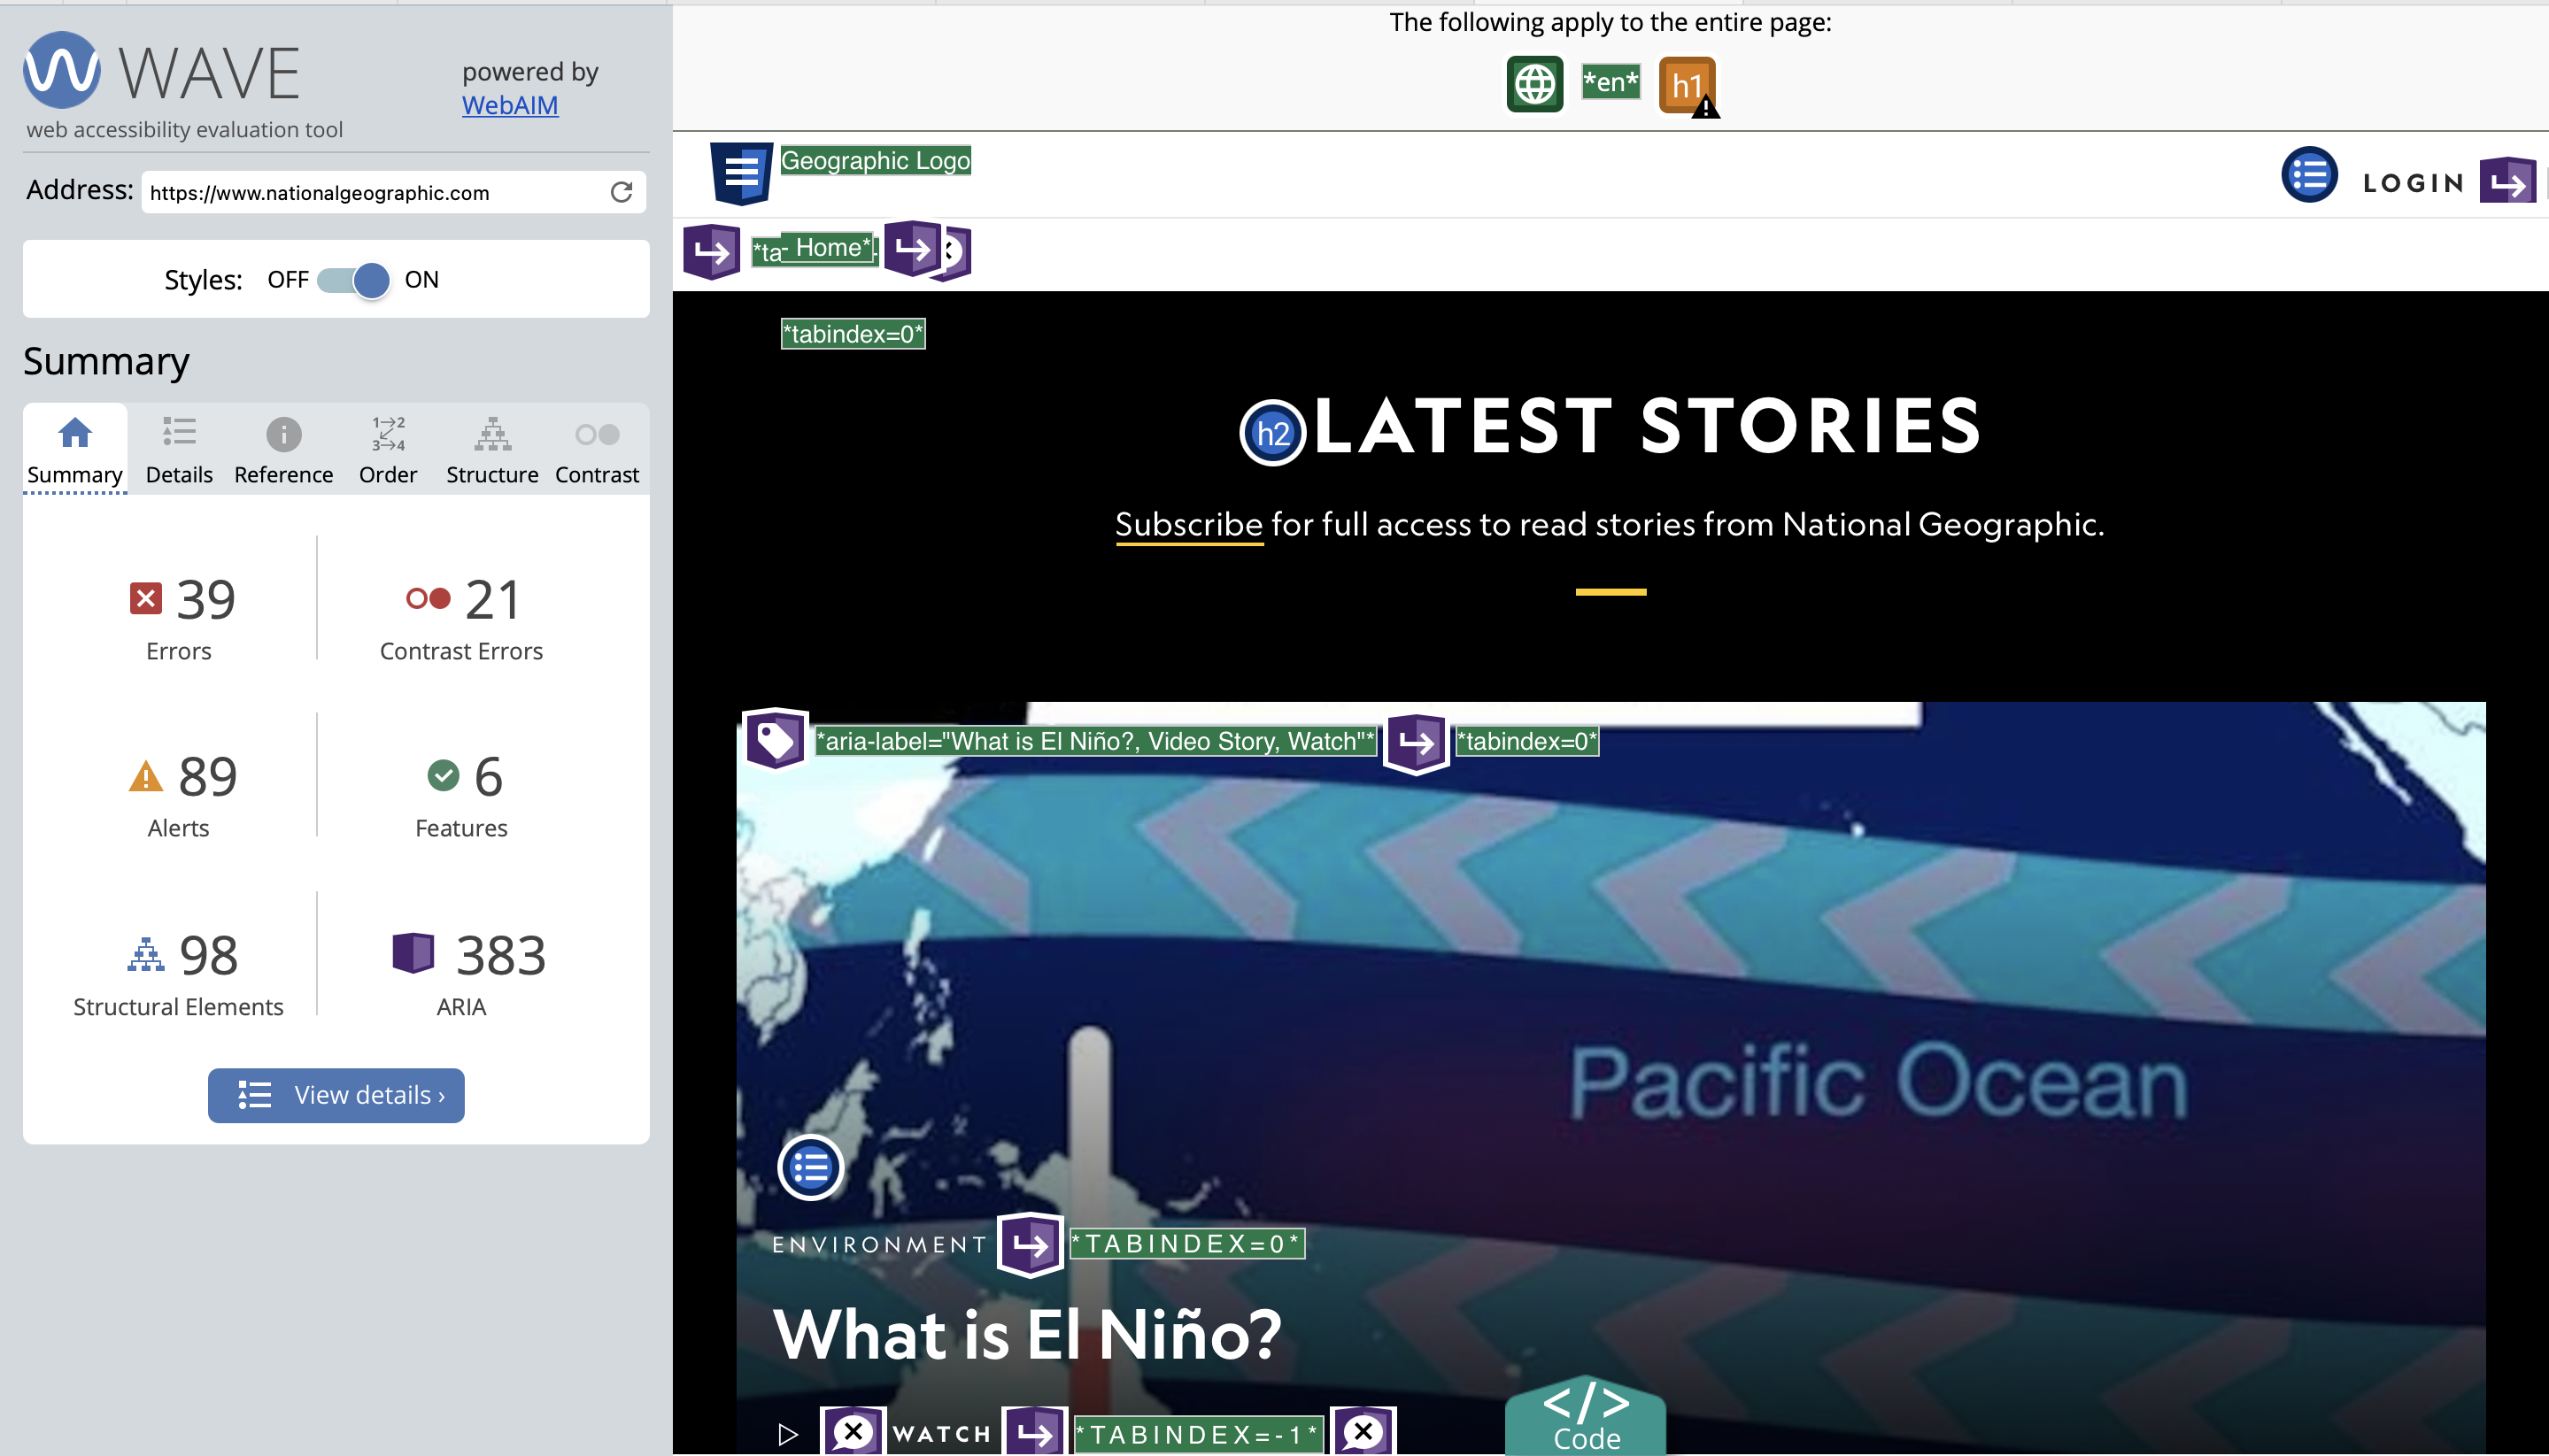 WAVE
powered by
WebAIM
web accessibility evaluation tool
Address: https://www.nationalgeographic.com
Styles: OFF ON
Summary
1→2
3→4
Summary Details Reference Order Structure Contrast
39
Errors
21
Contrast Errors
89
Alerts
6
Features
98
Structural Elements
383
ARIA
View details ›
The following apply to the entire page:
*en* h1
Geographic Logo
LOGIN
*ta - Home*
*tabindex=0*
h2 LATEST STORIES
Subscribe for full access to read stories from National Geographic.
*aria-label="What is El Niño?, Video Story, Watch"* *tabindex=0*
Pacific Ocean
ENVIRONMENT *TABINDEX=0*
What is El Niño?
WATCH *TABINDEX=-1*
</>
Code